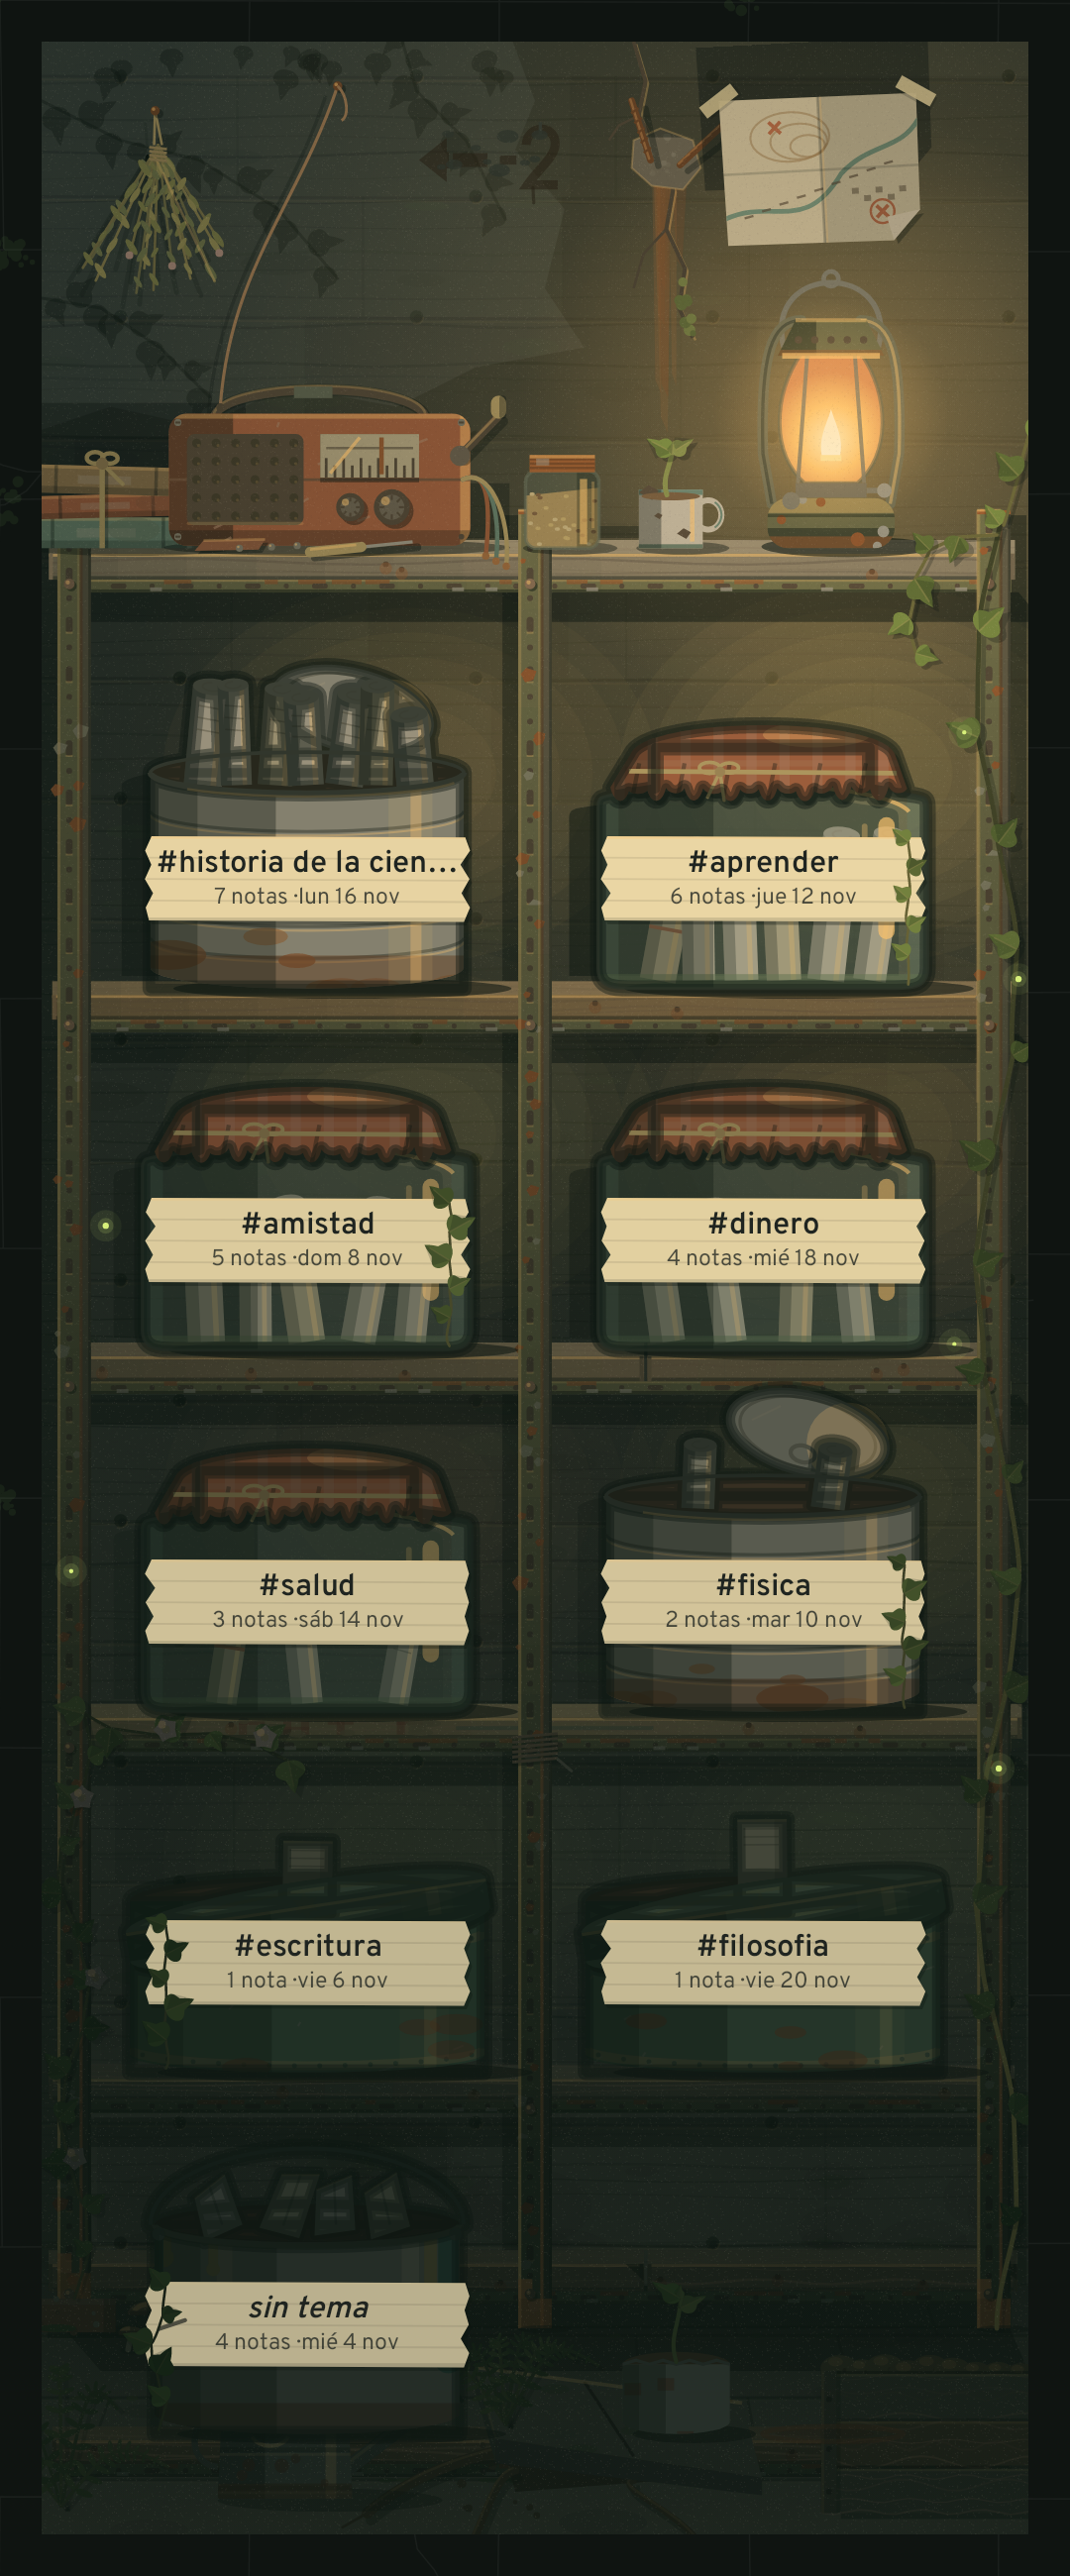 -2
#historia de la cien...
7 notas ·lun 16 nov
#aprender
6 notas ·jue 12 nov
#amistad
5 notas ·dom 8 nov
#dinero
4 notas ·mié 18 nov
#salud
3 notas ·sáb 14 nov
#fisica
2 notas ·mar 10 nov
#escritura
1 nota ·vie 6 nov
#filosofia
1 nota ·vie 20 nov
sin tema
4 notas ·mié 4 nov